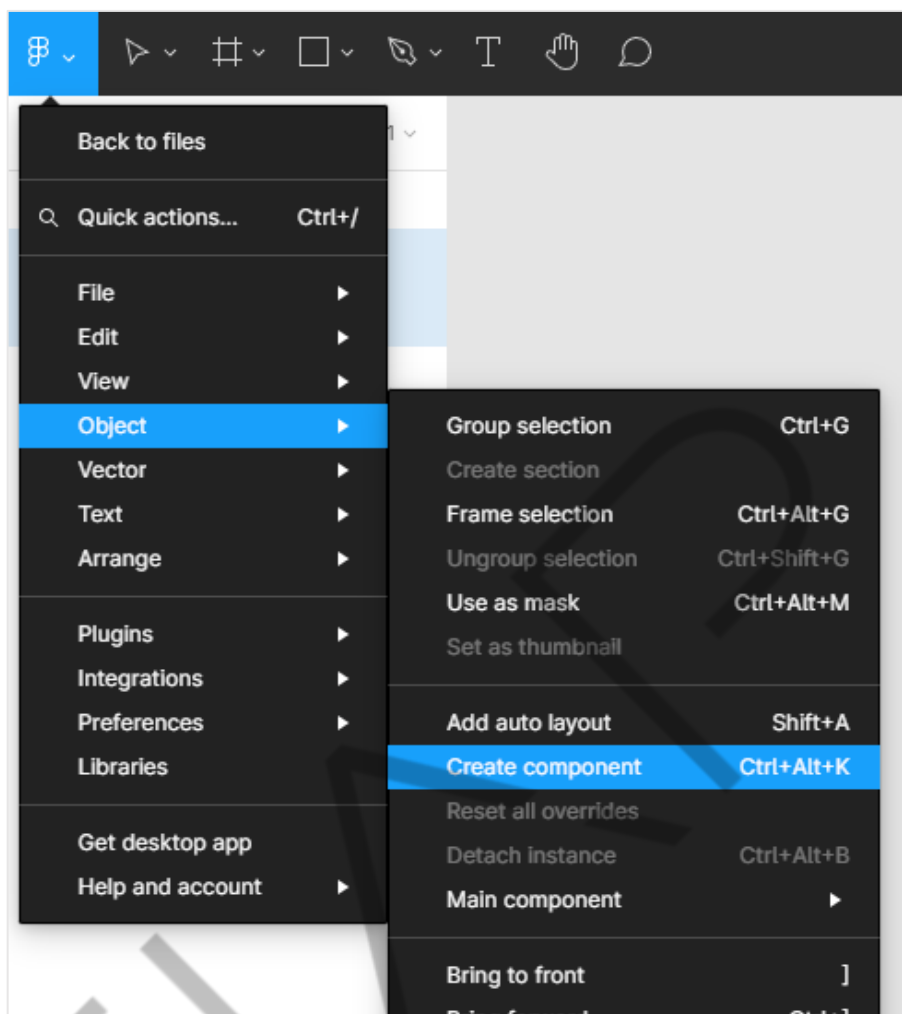 Back to files
Quick actions... Ctrl+/
File
Edit
View
Object
Vector
Text
Arrange
Plugins
Integrations
Preferences
Libraries
Get desktop app
Help and account
Group selection Ctrl+G
Create section
Frame selection Ctrl+Alt+G
Ungroup selection Ctrl+Shift+G
Use as mask Ctrl+Alt+M
Set as thumbnail
Add auto layout Shift+A
Create component Ctrl+Alt+K
Reset all overrides
Detach instance Ctrl+Alt+B
Main component
Bring to front ]